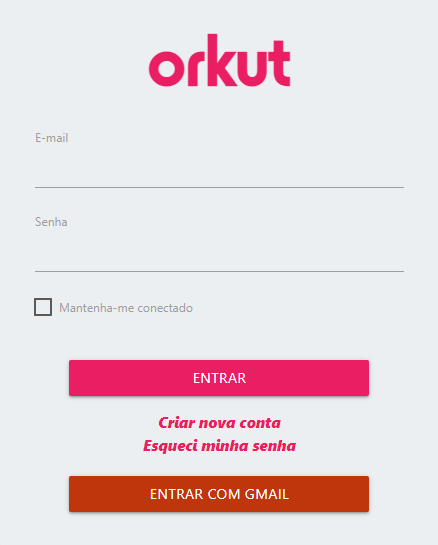 orkut
E-mail
Senha
Mantenha-me conectado
ENTRAR
Criar nova conta
Esqueci minha senha
ENTRAR COM GMAIL